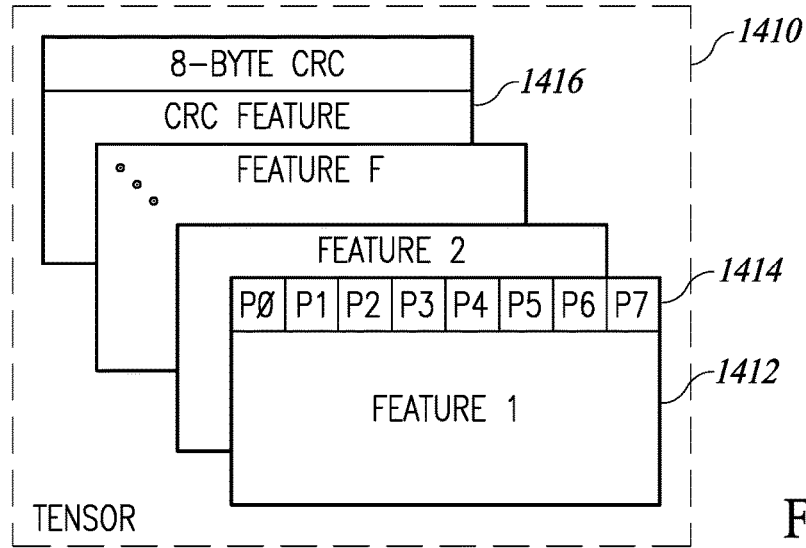 1410
8-BYTE CRC
1416
CRC FEATURE
FEATURE F
FEATURE 2
1414
PØ P1 P2 P3 P4 P5 P6 P7
1412
FEATURE 1
TENSOR
F